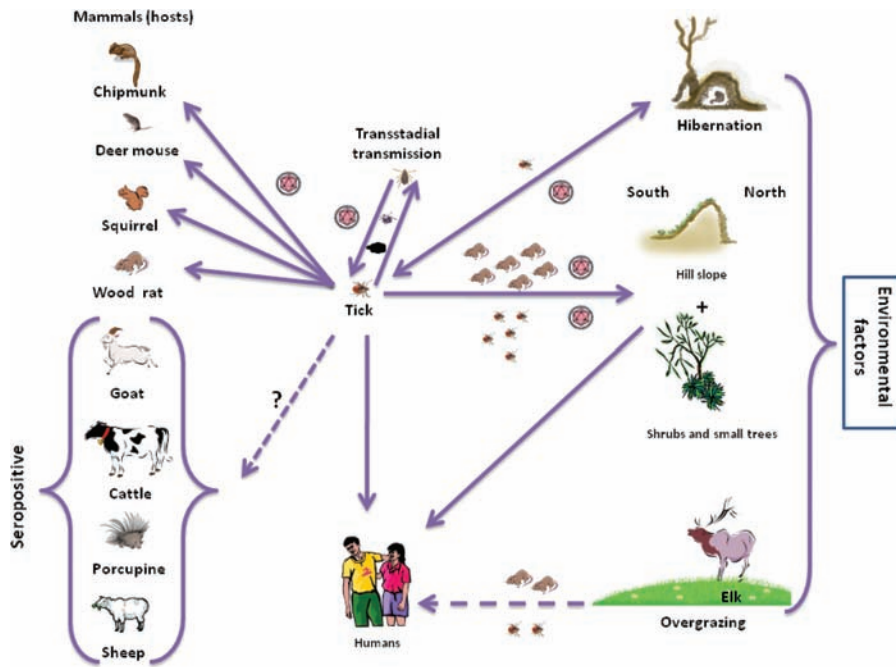 Mammals (hosts)
Chipmunk
Deer mouse
Squirrel
Wood rat
Seropositive
Goat
Cattle
Porcupine
Sheep
Transstadial
transmission
Tick
?
Humans
Hibernation
South North
Hill slope
+
Shrubs and small trees
Elk
Overgrazing
Environmental
factors